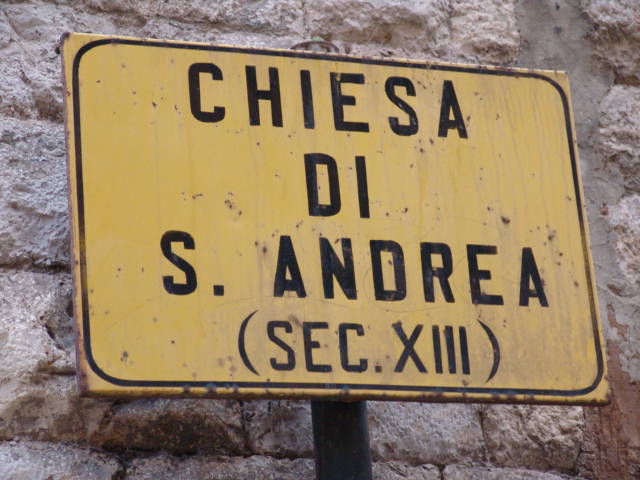 CHIESA
DI
S. ANDREA
(SEC. XIII)